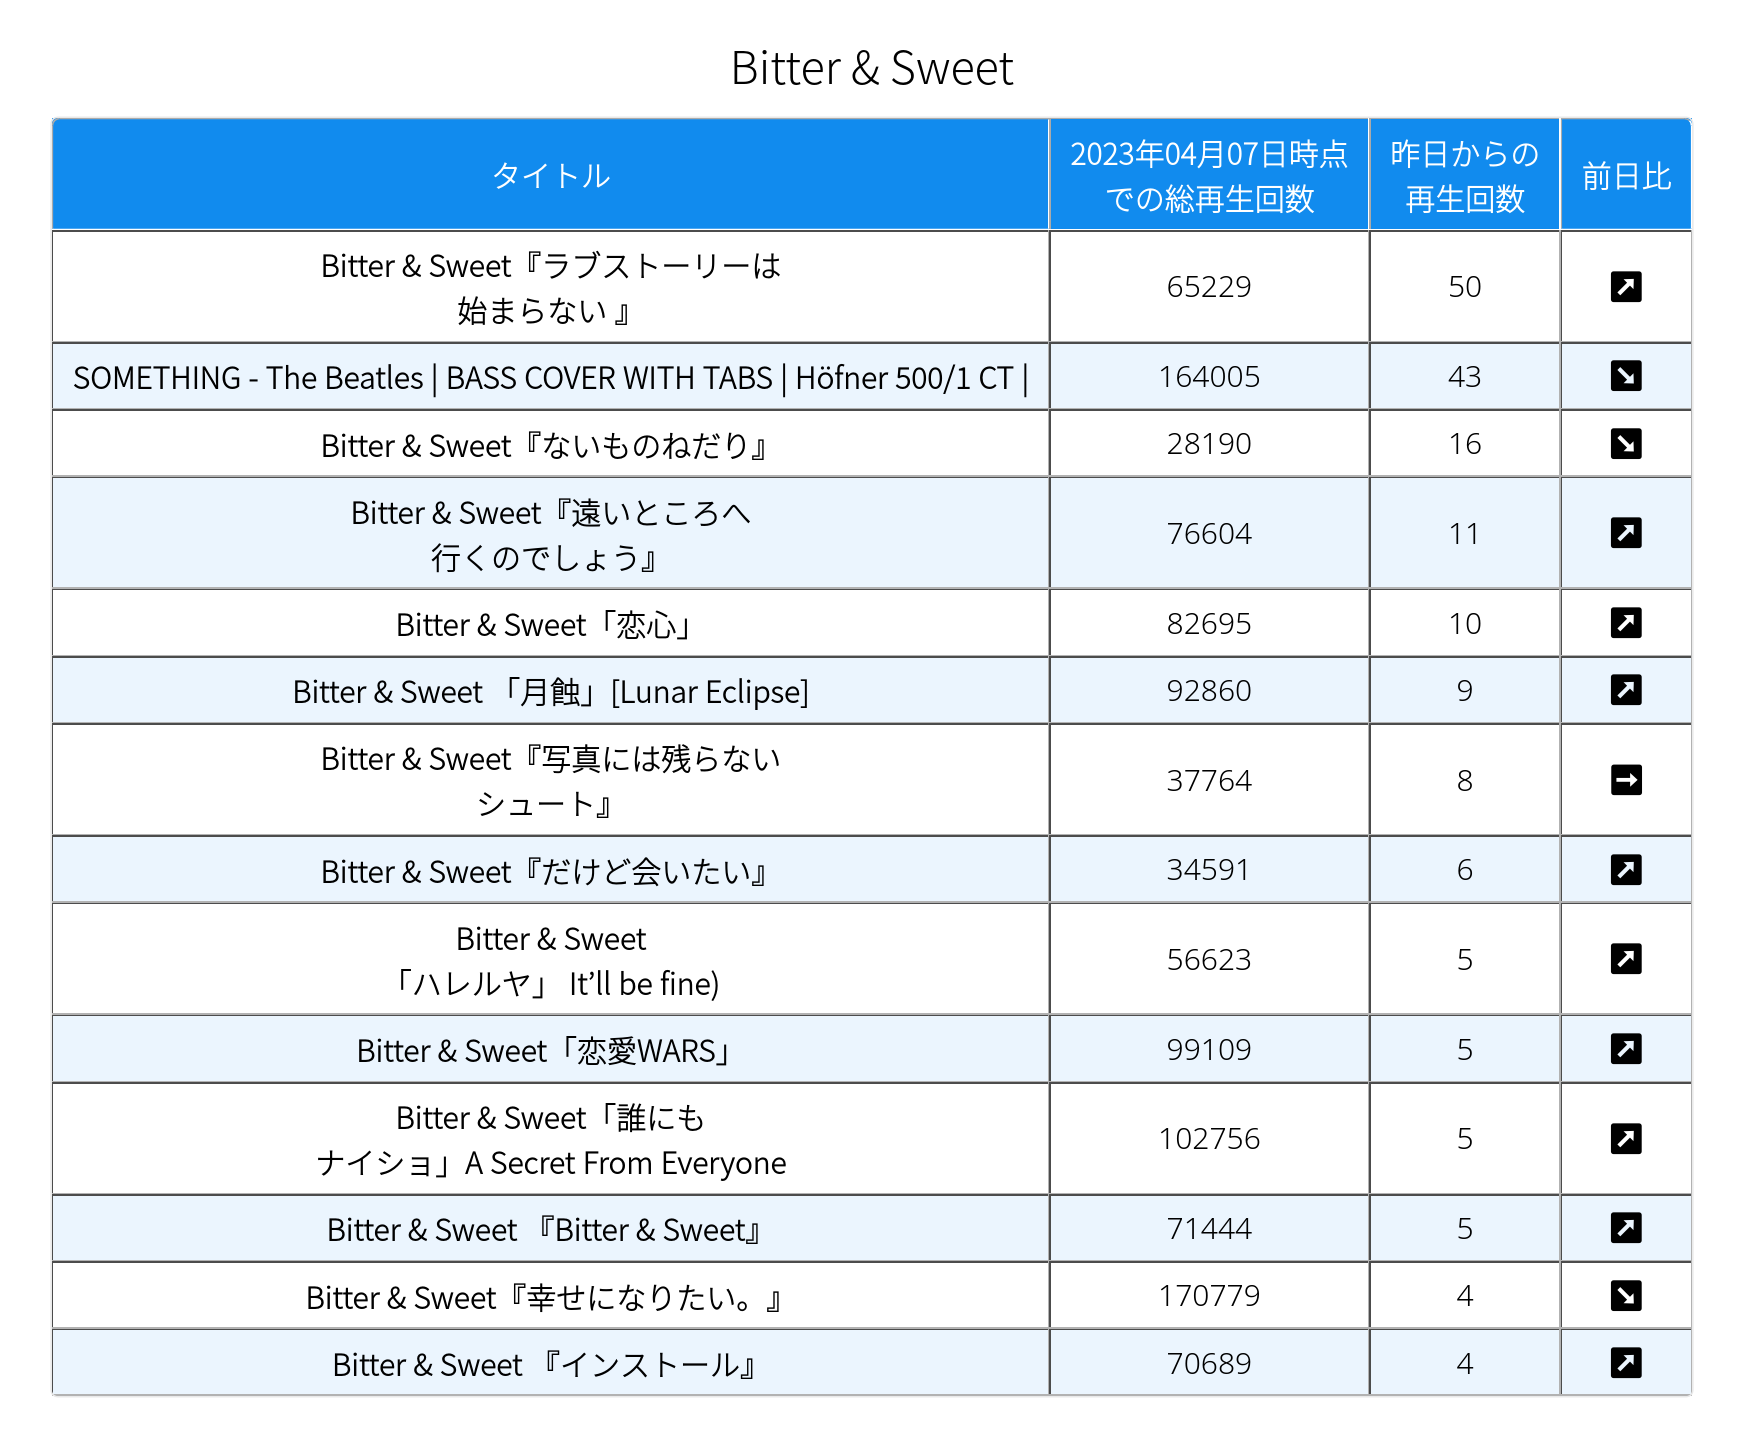 Bitter & Sweet
タイトル
2023年04月07日時点
での総再生回数
昨日からの
再生回数
前日比
Bitter & Sweet『ラブストーリーは
始まらない 』
65229
50
SOMETHING - The Beatles | BASS COVER WITH TABS | Höfner 500/1 CT |
164005
43
Bitter & Sweet『ないものねだり』
28190
16
Bitter & Sweet『遠いところへ
行くのでしょう』
76604
11
Bitter & Sweet「恋心」
82695
10
Bitter & Sweet 「月蝕」[Lunar Eclipse]
92860
9
Bitter & Sweet『写真には残らない
シュート』
37764
8
Bitter & Sweet『だけど会いたい』
34591
6
Bitter & Sweet
「ハレルヤ」 It’ll be fine)
56623
5
Bitter & Sweet「恋愛WARS」
99109
5
Bitter & Sweet「誰にも
ナイショ」A Secret From Everyone
102756
5
Bitter & Sweet 『Bitter & Sweet』
71444
5
Bitter & Sweet『幸せになりたい。』
170779
4
Bitter & Sweet 『インストール』
70689
4